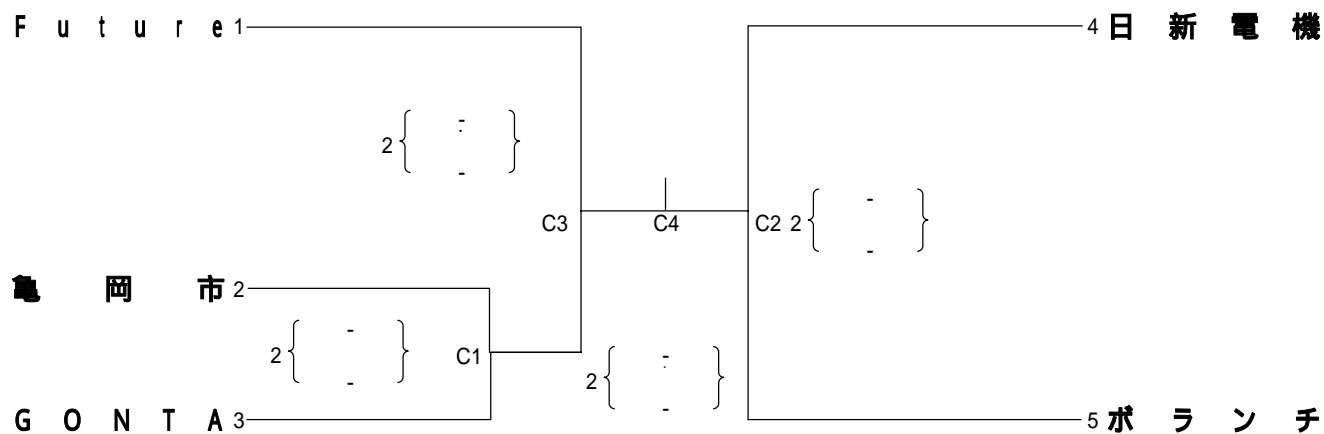 Future 1
4 日新電機
2 { - - }
C3
C4
C2 2 { - - }
亀岡市 2
2 { - - } C1
2 { - - }
GONTA 3
5 ボランチ